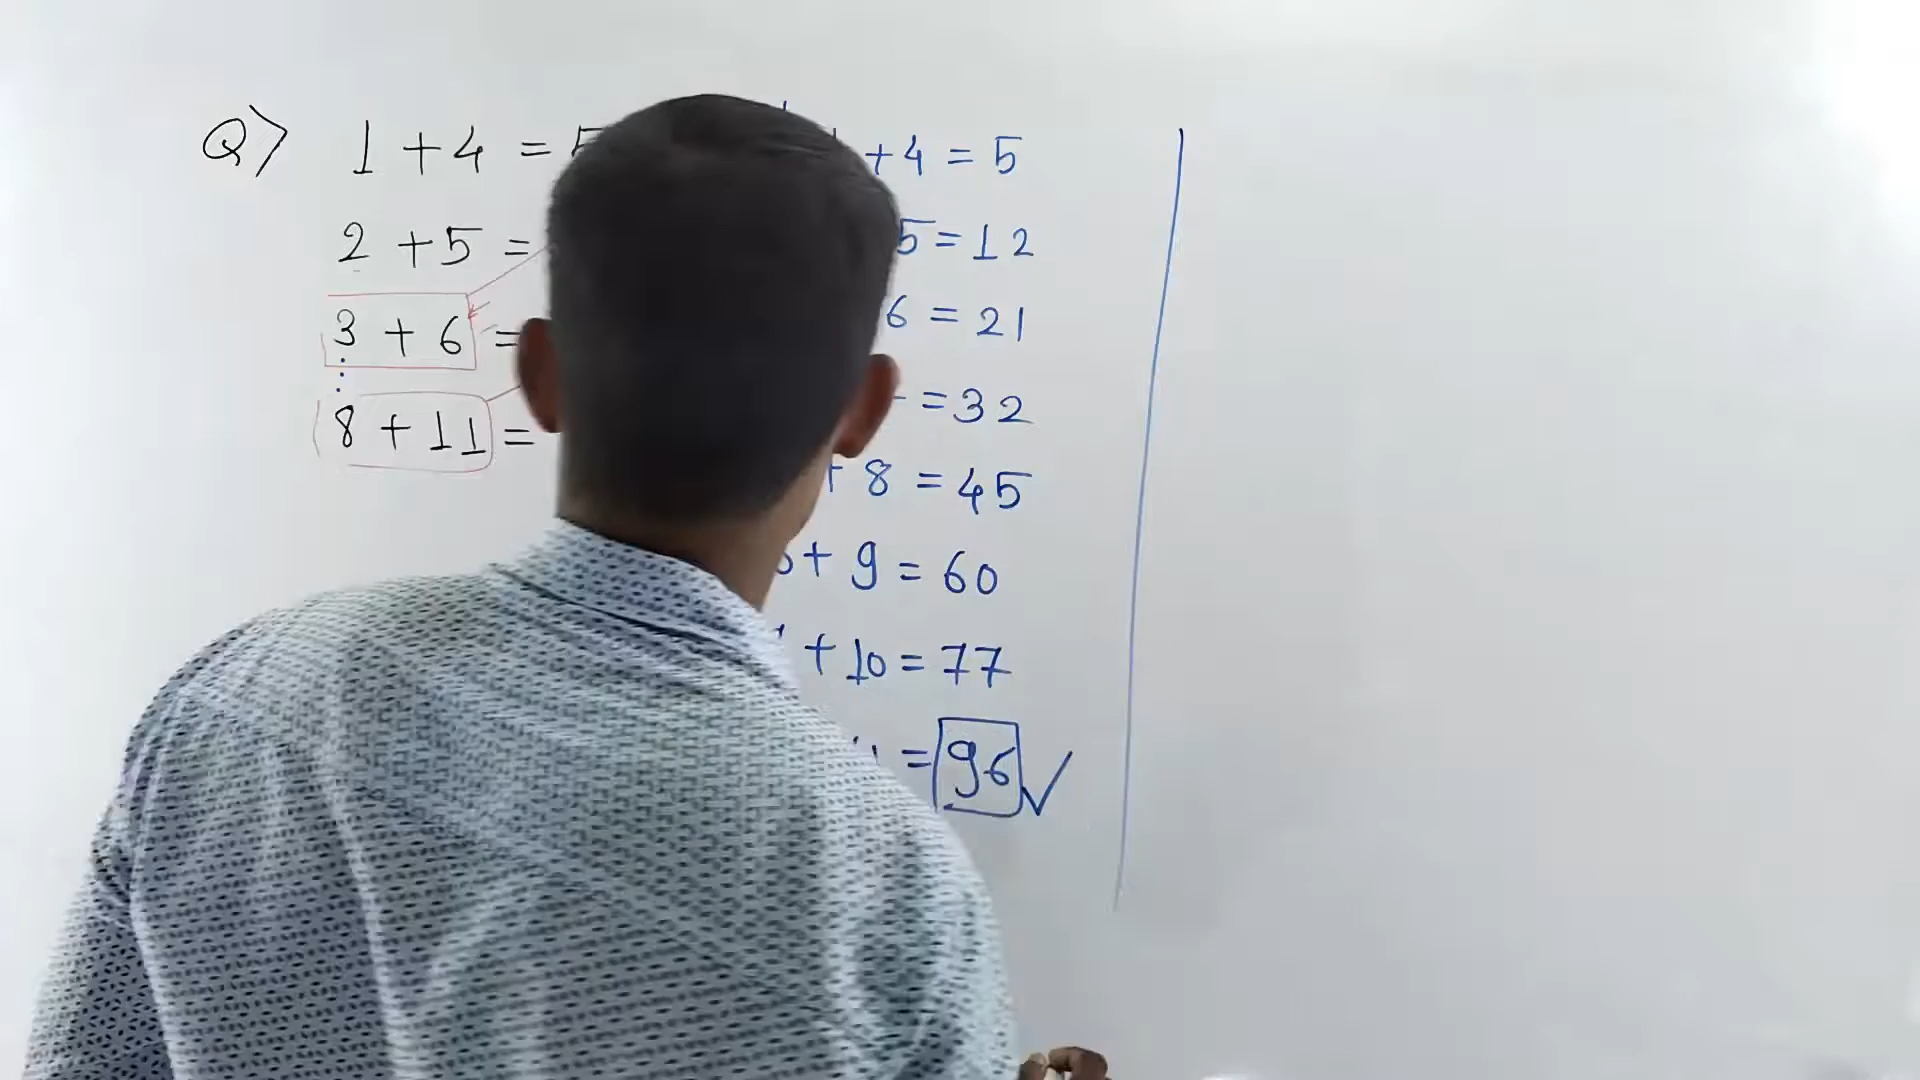 Q> 1 + 4 = 5
2 + 5 =
3 + 6 =
8 + 11 =
+ 4 = 5
5 = 12
6 = 21
= 32
+ 8 = 45
+ 9 = 60
+ 10 = 77
= 96 ✓